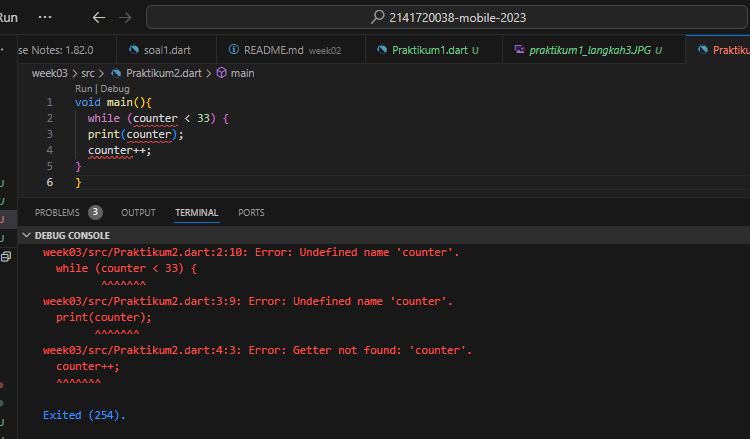 Run ... ← → 2141720038-mobile-2023
se Notes: 1.82.0 soal1.dart README.md week02 Praktikum1.dart U praktikum1_langkah3.JPG U Praktiku
week03 > src > Praktikum2.dart > main
Run | Debug
1 void main(){
2 while (counter < 33) {
3 print(counter);
4 counter++;
5 }
6 }
PROBLEMS 3 OUTPUT TERMINAL PORTS
DEBUG CONSOLE
week03/src/Praktikum2.dart:2:10: Error: Undefined name 'counter'.
while (counter < 33) {
^^^^^^^
week03/src/Praktikum2.dart:3:9: Error: Undefined name 'counter'.
print(counter);
^^^^^^^
week03/src/Praktikum2.dart:4:3: Error: Getter not found: 'counter'.
counter++;
^^^^^^^
Exited (254).